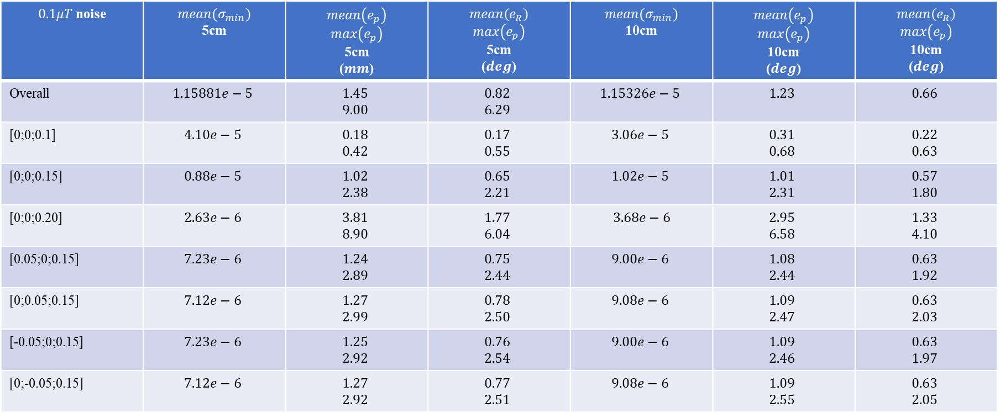 0.1μT noise
mean(σ_min)
5cm
mean(e_p)
max(e_p)
5cm
(mm)
mean(e_R)
max(e_p)
5cm
(deg)
mean(σ_min)
10cm
mean(e_p)
max(e_p)
10cm
(deg)
mean(e_R)
max(e_p)
10cm
(deg)
Overall
1.15881e − 5
1.45
9.00
0.82
6.29
1.15326e − 5
1.23
0.66
[0;0;0.1]
4.10e − 5
0.18
0.42
0.17
0.55
3.06e − 5
0.31
0.68
0.22
0.63
[0;0;0.15]
0.88e − 5
1.02
2.38
0.65
2.21
1.02e − 5
1.01
2.31
0.57
1.80
[0;0;0.20]
2.63e − 6
3.81
8.90
1.77
6.04
3.68e − 6
2.95
6.58
1.33
4.10
[0.05;0;0.15]
7.23e − 6
1.24
2.89
0.75
2.44
9.00e − 6
1.08
2.44
0.63
1.92
[0;0.05;0.15]
7.12e − 6
1.27
2.99
0.78
2.50
9.08e − 6
1.09
2.47
0.63
2.03
[-0.05;0;0.15]
7.23e − 6
1.25
2.92
0.76
2.54
9.00e − 6
1.09
2.46
0.63
1.97
[0;-0.05;0.15]
7.12e − 6
1.27
2.92
0.77
2.51
9.08e − 6
1.09
2.55
0.63
2.05